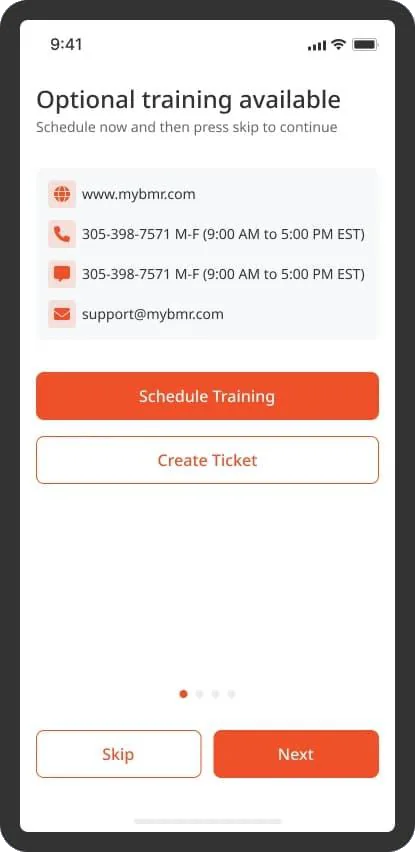 9:41
Optional training available
Schedule now and then press skip to continue
www.mybmr.com
305-398-7571 M-F (9:00 AM to 5:00 PM EST)
305-398-7571 M-F (9:00 AM to 5:00 PM EST)
support@mybmr.com
Schedule Training
Create Ticket
Skip
Next